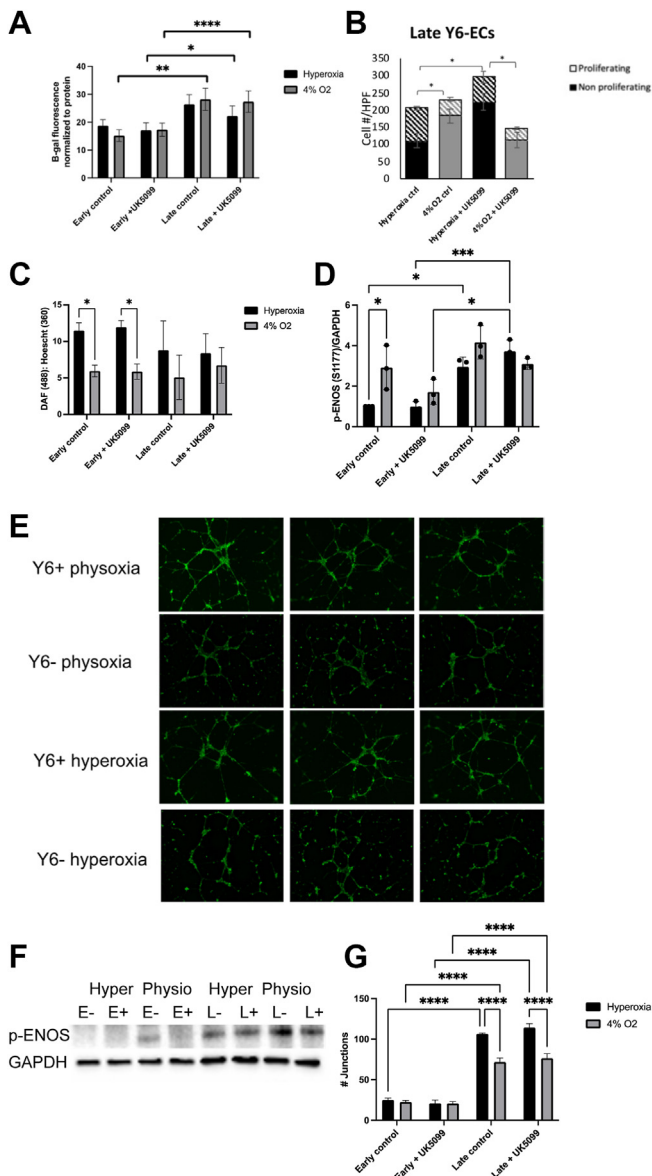 A
**** 
*
**
B-gal fluorescence
normalized to protein
40
30
20
10
0
Hyperoxia
4% O2
Early control
Early +UK5099
Late control
Late + UK5099
B
Late Y6-ECs
Cell #/HPF
350
300
250
200
150
100
50
0
*
*
*
Proliferating
Non proliferating
Hyperoxia ctrl
4% O2 ctrl
Hyperoxia + UK5099
4% O2 + UK5099
C
DAF (488): Hoescht (360)
15
10
5
0
*
*
Hyperoxia
4% O2
Early control
Early + UK5099
Late control
Late + UK5099
D
***
*
*
*
p-ENOS (S1177)/GAPDH
6
4
2
0
Hyperoxia
4% O2
Early control
Early + UK5099
Late control
Late + UK5099
E
Y6+ physoxia
Y6- physoxia
Y6+ hyperoxia
Y6- hyperoxia
F
Hyper Physio Hyper Physio
E- E+ E- E+ L- L+ L- L+
p-ENOS
GAPDH
G
****
****
****
**** **** ****
# Junctions
150
100
50
0
Hyperoxia
4% O2
Early control
Early + UK5099
Late control
Late + UK5099